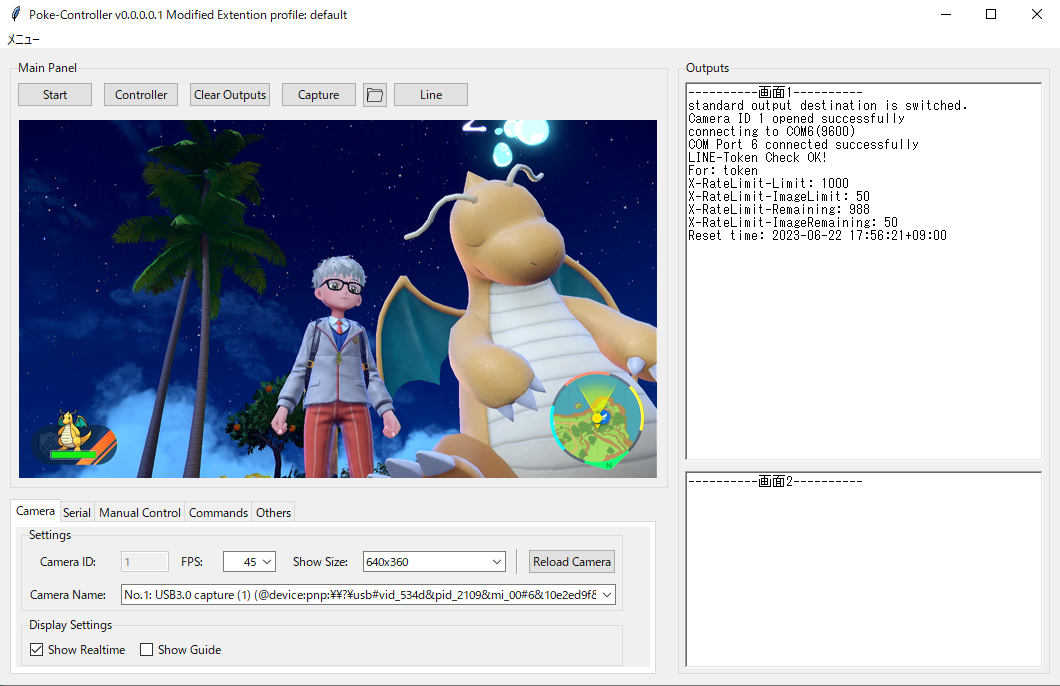 Poke-Controller v0.0.0.0.1 Modified Extention profile: default
メニュー
Main Panel
Start
Controller
Clear Outputs
Capture
Line
N
Camera
Serial
Manual Control
Commands
Others
Settings
Camera ID:
1
FPS:
45
Show Size:
640x360
Reload Camera
Camera Name:
No.1: USB3.0 capture (1) (@device:pnp:¥¥?¥usb#vid_534d&pid_2109&mi_00#6&10e2ed9f&
Display Settings
Show Realtime
Show Guide
Outputs
----------画面1----------
standard output destination is switched.
Camera ID 1 opened successfully
connecting to COM6(9600)
COM Port 6 connected successfully
LINE-Token Check OK!
For: token
X-RateLimit-Limit: 1000
X-RateLimit-ImageLimit: 50
X-RateLimit-Remaining: 988
X-RateLimit-ImageRemaining: 50
Reset time: 2023-06-22 17:56:21+09:00
----------画面2----------